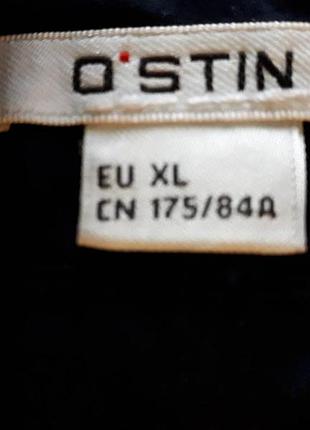 O'STIN
EU XL
CN 175/84A